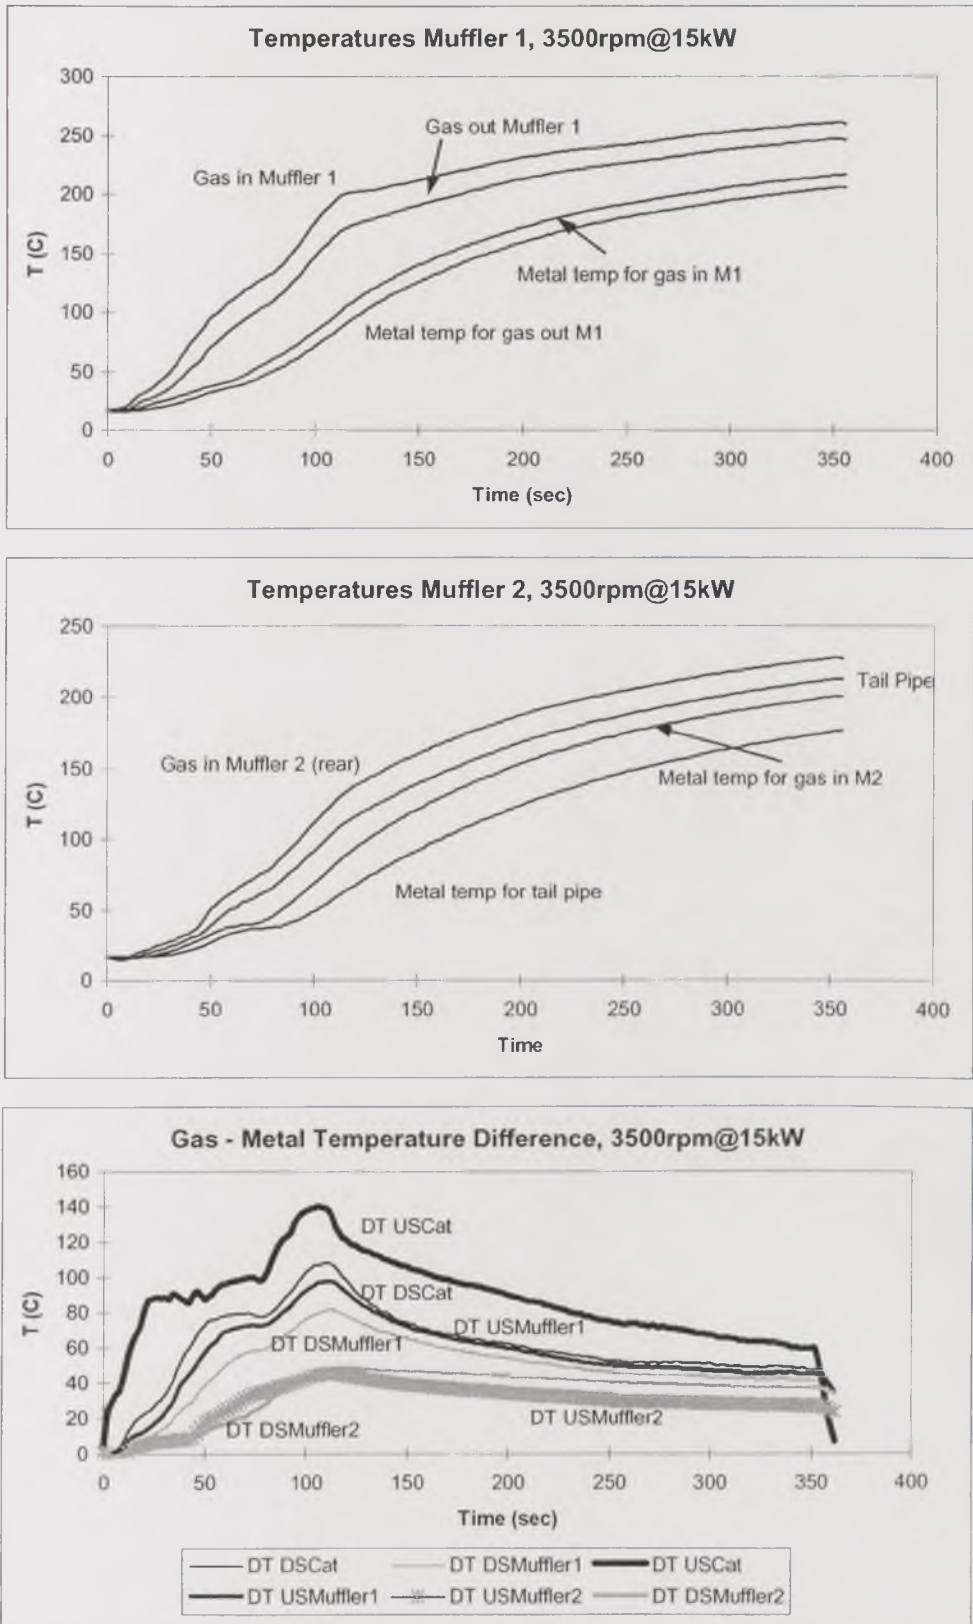 Temperatures Muffler 1, 3500rpm@15kW
300
250
200
150
100
50
0
T (C)
Gas out Muffler 1
Gas in Muffler 1
Metal temp for gas in M1
Metal temp for gas out M1
0 50 100 150 200 250 300 350 400
Time (sec)
Temperatures Muffler 2, 3500rpm@15kW
250
200
150
100
50
0
T (C)
Tail Pipe
Gas in Muffler 2 (rear)
Metal temp for gas in M2
Metal temp for tail pipe
0 50 100 150 200 250 300 350 400
Time
Gas - Metal Temperature Difference, 3500rpm@15kW
160
140
120
100
80
60
40
20
0
T (C)
DT USCat
DT DSCat
DT USMuffler1
DT DSMuffler1
DT USMuffler2
DT DSMuffler2
0 50 100 150 200 250 300 350 400
Time (sec)
DT DSCat DT DSMuffler1 DT USCat
DT USMuffler1 DT USMuffler2 DT DSMuffler2